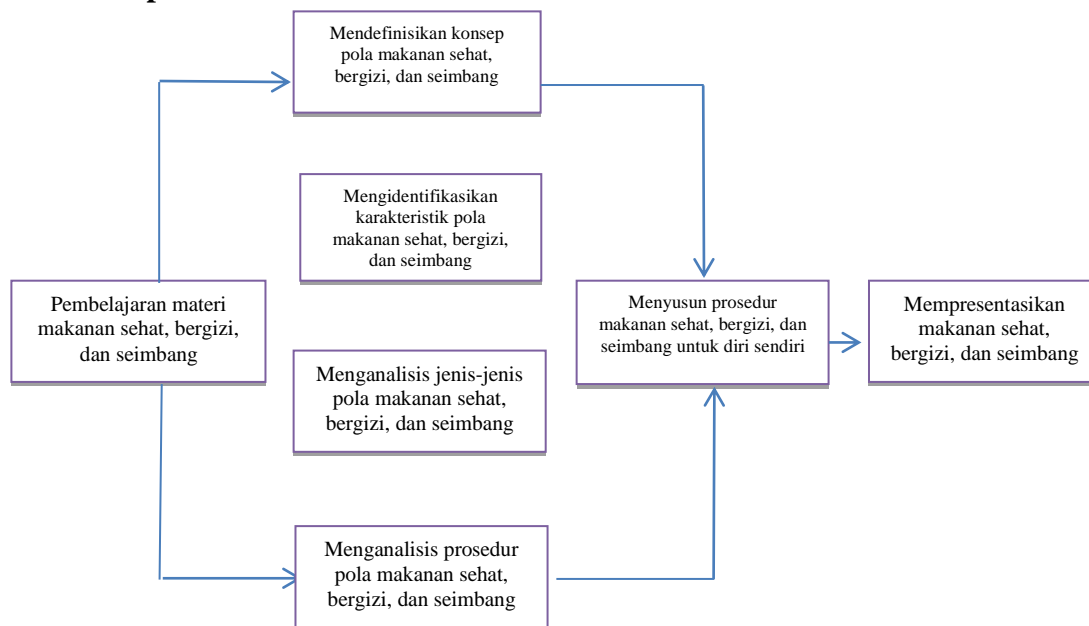 Mendefinisikan konsep
pola makanan sehat,
bergizi, dan seimbang
Mengidentifikasikan
karakteristik pola
makanan sehat, bergizi,
dan seimbang
Pembelajaran materi
makanan sehat, bergizi,
dan seimbang
Menganalisis jenis-jenis
pola makanan sehat,
bergizi, dan seimbang
Menganalisis prosedur
pola makanan sehat,
bergizi, dan seimbang
Menyusun prosedur
makanan sehat, bergizi, dan
seimbang untuk diri sendiri
Mempresentasikan
makanan sehat,
bergizi, dan seimbang